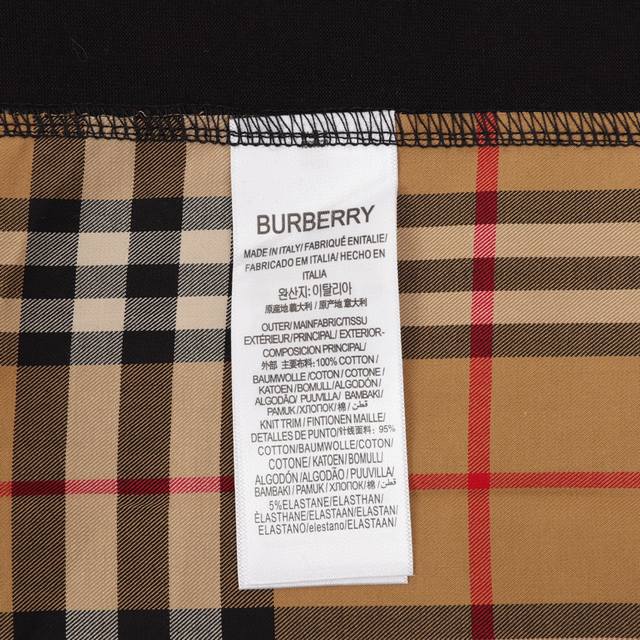 BURBERRY
MADE IN ITALY/ FABRIQUÉ ENITALIE/
FABRICADO EM ITALIA/ HECHO EN
ITALIA
완산지: 이탈리아
原産地義大利 / 原产地 意大利
OUTER/ MAINFABRIC/TISSU
EXTÉRIEUR/PRINCIPAL/ EXTERIOR-
COMPOSICION PRINCIPAL/
外部 主要布料:100% COTTON/
BAUMWOLLE /COTON/ COTONE/
KATOEN/ BOMULL/ALGODÓN/
ALGODÃO/ PUUVILLA/ BAMBAKI/
PAMUK/ХЛОПОК/棉 / قطن /
KNIT TRIM / FINTIONEN MAILLE/
DETALLES DE PUNTO/针线面料: 95%
COTTON/BAUMWOLLE/COTON/
COTONE/ KATOEN/ BOMULL/
ALGODÓN /ALGODÃO / PUUVILLA/
BAMBAKI / PAMUK /ХЛОПОК/棉/ قطن
5%ELASTANE/ELASTHAN/
ÈLASTHANE/ELASTAAN/ELASTAN/
ELASTANO/elestano/ELASTAAN/